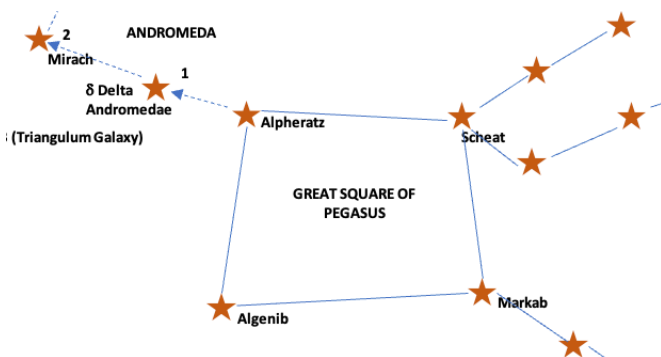 ANDROMEDA
2
Mirach
1
δ Delta
Andromedae
Alpheratz
(Triangulum Galaxy)
Scheat
GREAT SQUARE OF
PEGASUS
Markab
Algenib